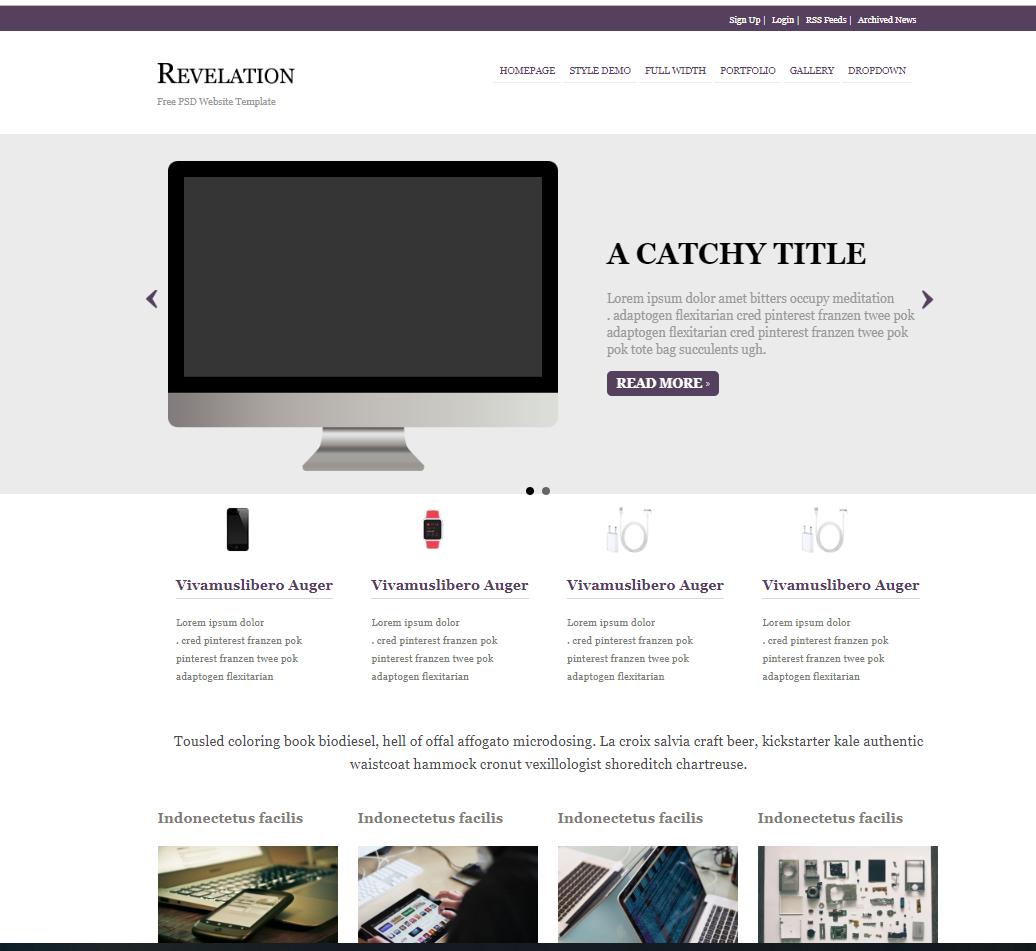 Sign Up | Login | RSS Feeds | Archived News
REVELATION
Free PSD Website Template
HOMEPAGE STYLE DEMO FULL WIDTH PORTFOLIO GALLERY DROPDOWN
A CATCHY TITLE
Lorem ipsum dolor amet bitters occupy meditation
. adaptogen flexitarian cred pinterest franzen twee pok
adaptogen flexitarian cred pinterest franzen twee pok
pok tote bag succulents ugh.
READ MORE »
Vivamuslibero Auger
Lorem ipsum dolor
. cred pinterest franzen pok
pinterest franzen twee pok
adaptogen flexitarian
Vivamuslibero Auger
Lorem ipsum dolor
. cred pinterest franzen pok
pinterest franzen twee pok
adaptogen flexitarian
Vivamuslibero Auger
Lorem ipsum dolor
. cred pinterest franzen pok
pinterest franzen twee pok
adaptogen flexitarian
Vivamuslibero Auger
Lorem ipsum dolor
. cred pinterest franzen pok
pinterest franzen twee pok
adaptogen flexitarian
Tousled coloring book biodiesel, hell of offal affogato microdosing. La croix salvia craft beer, kickstarter kale authentic
waistcoat hammock cronut vexillologist shoreditch chartreuse.
Indonectetus facilis
Indonectetus facilis
Indonectetus facilis
Indonectetus facilis